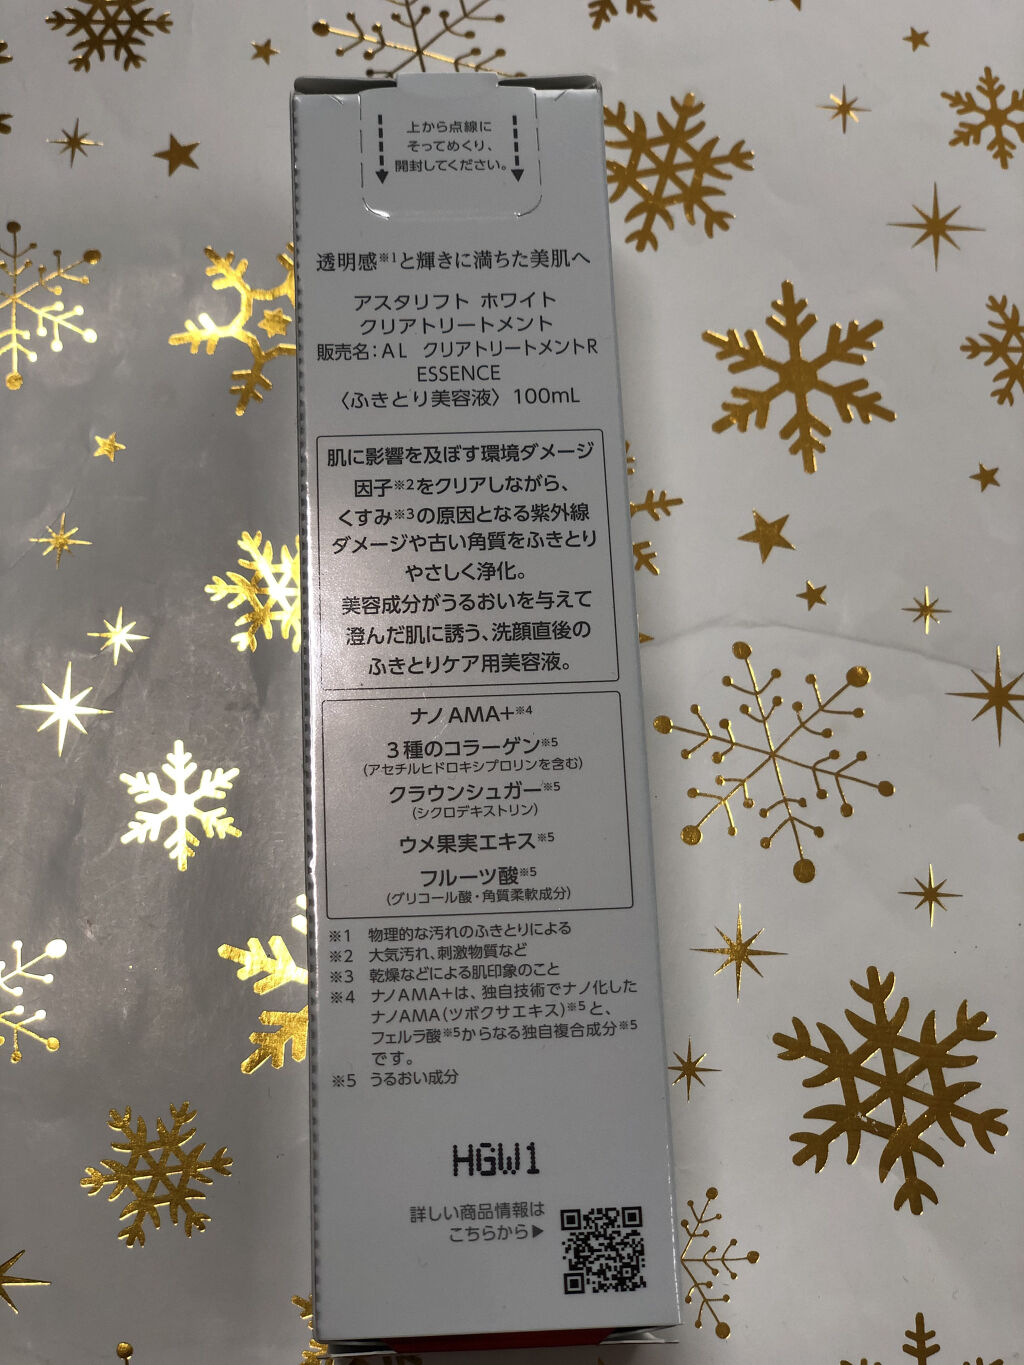 上から点線に
そってめくり、
開封してください。
透明感※1と輝きに満ちた美肌へ
アスタリフト ホワイト
クリアトリートメント
販売名:AL クリアトリートメントR
ESSENCE
〈ふきとり美容液〉 100mL
肌に影響を及ぼす環境ダメージ
因子※2をクリアしながら、
くすみ※3の原因となる紫外線
ダメージや古い角質をふきとり
やさしく浄化。
美容成分がうるおいを与えて
澄んだ肌に誘う、洗顔直後の
ふきとりケア用美容液。
ナノAMA+※4
3種のコラーゲン※5
(アセチルヒドロキシプロリンを含む)
クラウンシュガー※5
(シクロデキストリン)
ウメ果実エキス※5
フルーツ酸※5
(グリコール酸・角質柔軟成分)
※1 物理的な汚れのふきとりによる
※2 大気汚れ、刺激物質など
※3 乾燥などによる肌印象のこと
※4 ナノAMA+は、独自技術でナノ化した
ナノAMA(ツボクサエキス)※5と、
フェルラ酸※5からなる独自複合成分※5
です。
※5 うるおい成分
HGW1
詳しい商品情報は
こちらから▶